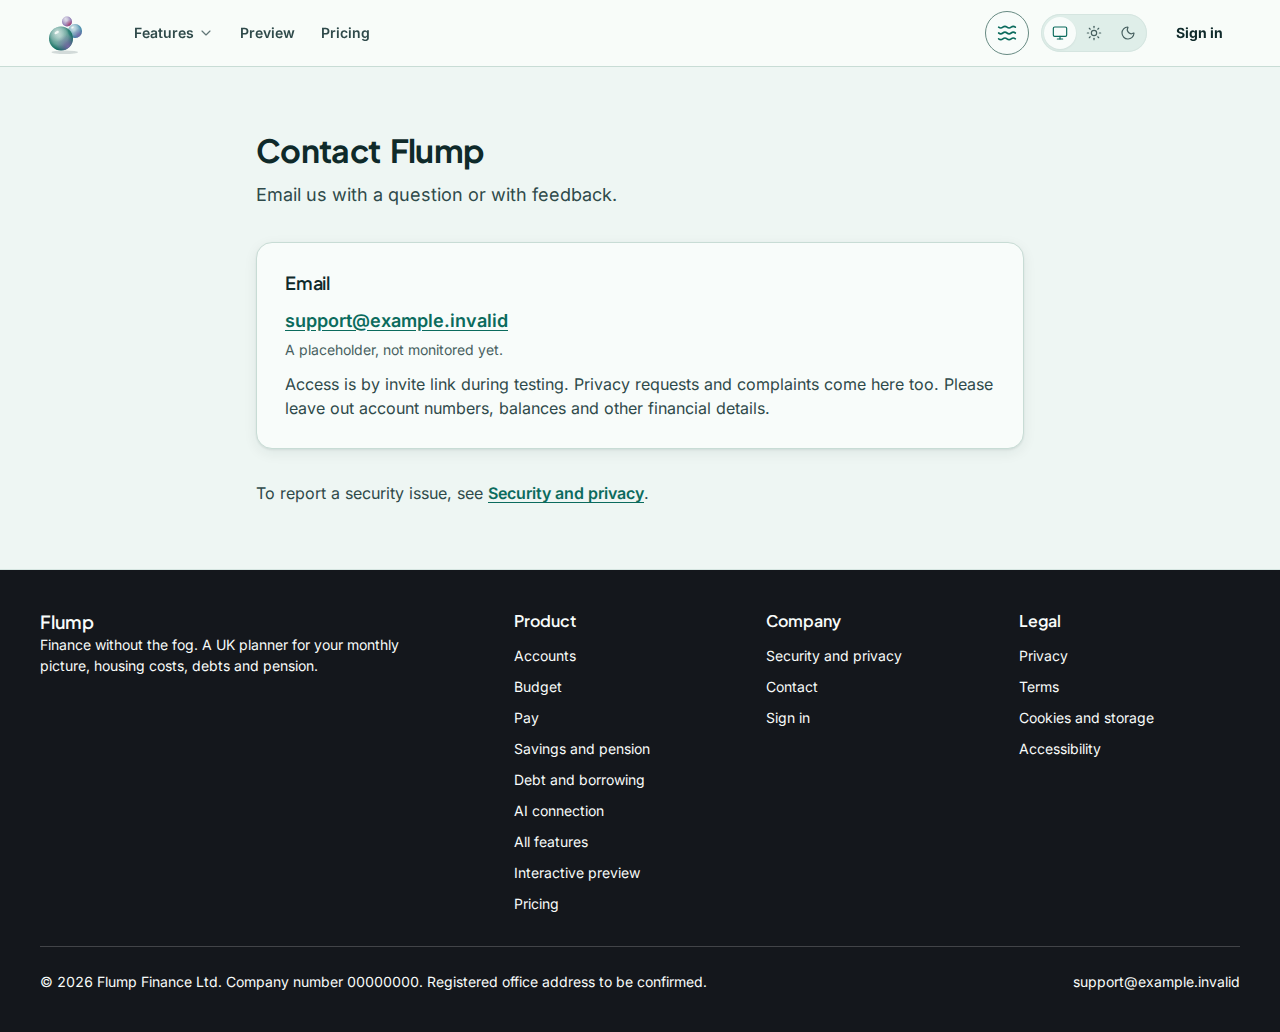 Features
Preview
Pricing
Sign in
Contact Flump
Email us with a question or with feedback.
Email
support@example.invalid
A placeholder, not monitored yet.
Access is by invite link during testing. Privacy requests and complaints come here too. Please
leave out account numbers, balances and other financial details.
To report a security issue, see Security and privacy.
Flump
Finance without the fog. A UK planner for your monthly
picture, housing costs, debts and pension.
Product
Accounts
Budget
Pay
Savings and pension
Debt and borrowing
AI connection
All features
Interactive preview
Pricing
Company
Security and privacy
Contact
Sign in
Legal
Privacy
Terms
Cookies and storage
Accessibility
© 2026 Flump Finance Ltd. Company number 00000000. Registered office address to be confirmed.
support@example.invalid